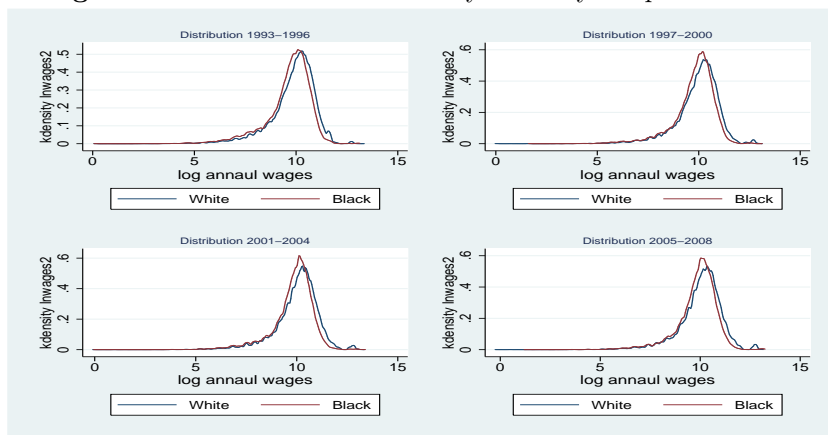 Distribution 1993–1996
kdensity lnwages2
0 .1 .2 .3 .4 .5
0 5 10 15
log annaul wages
White Black
Distribution 1997–2000
kdensity lnwages2
0 .2 .4 .6
0 5 10 15
log annaul wages
White Black
Distribution 2001–2004
kdensity lnwages2
0 .2 .4 .6
0 5 10 15
log annaul wages
White Black
Distribution 2005–2008
kdensity lnwages2
0 .2 .4 .6
0 5 10 15
log annaul wages
White Black